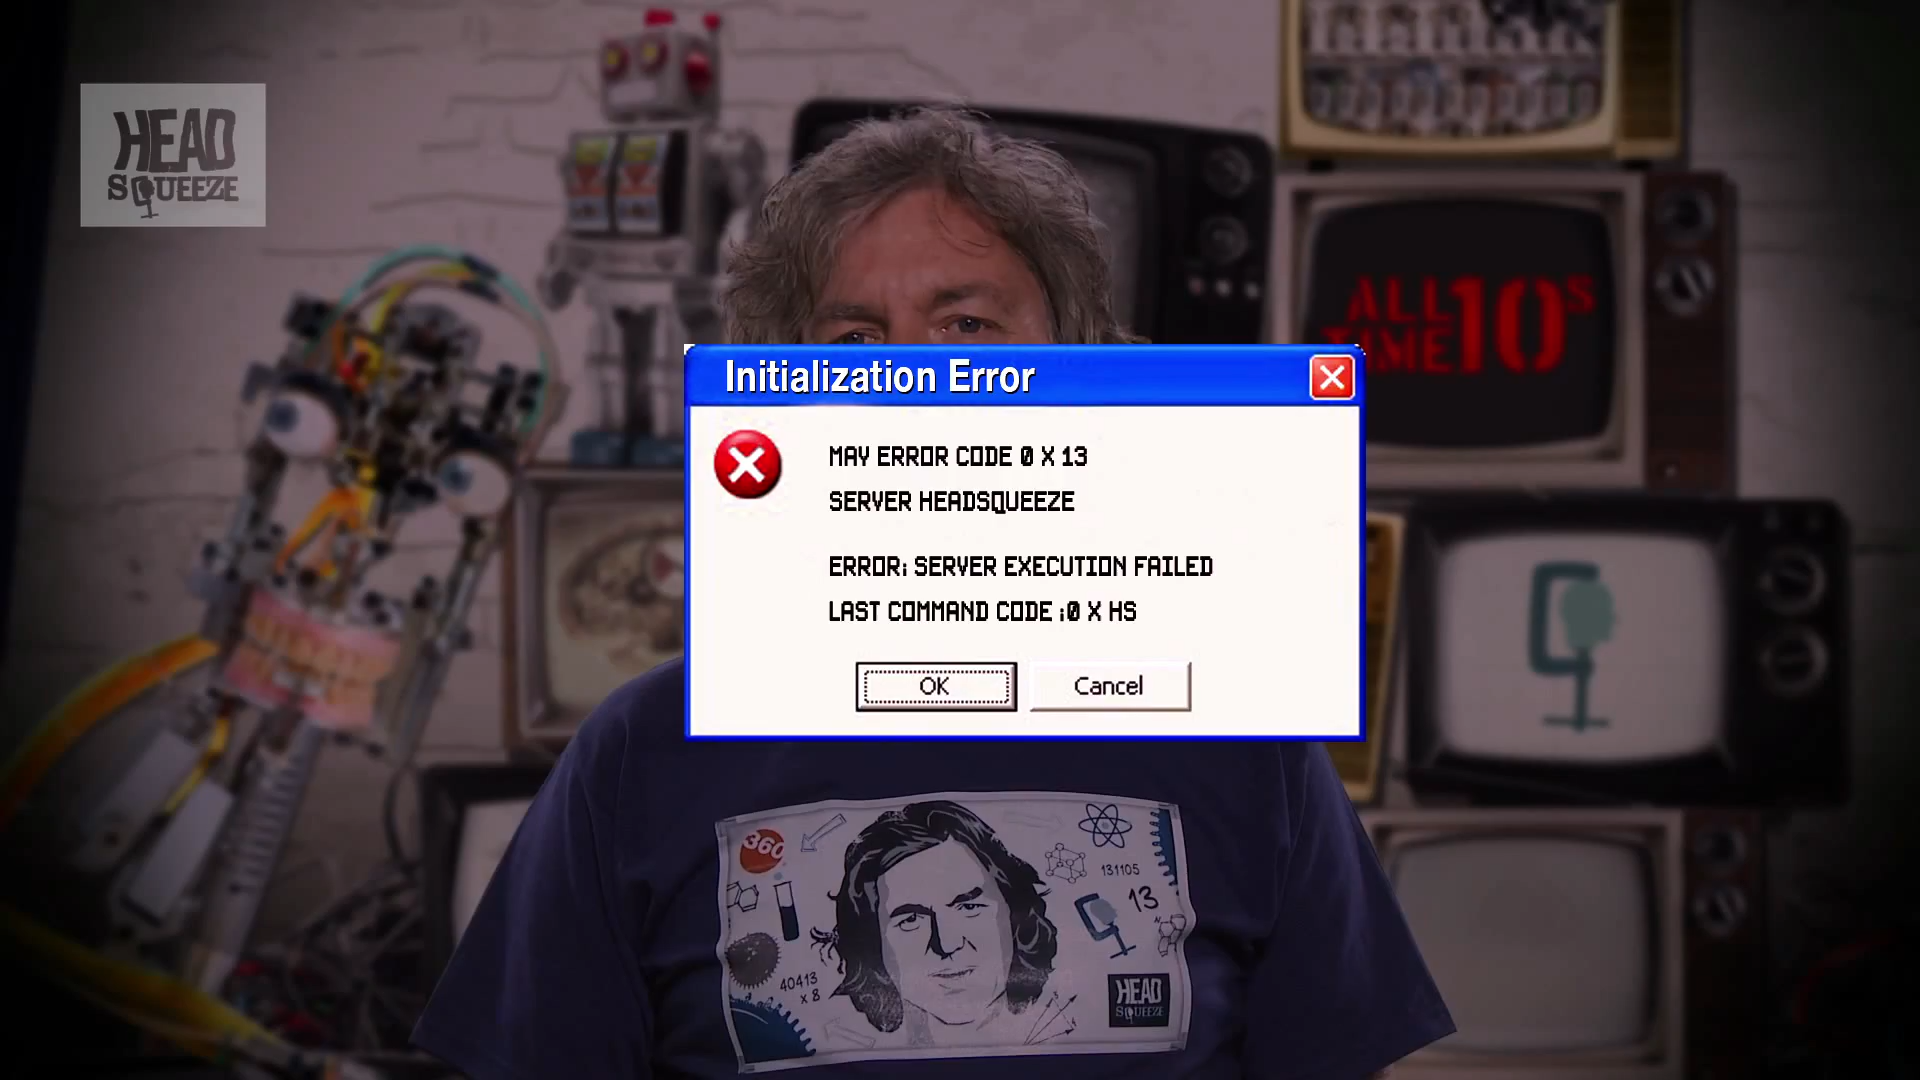 HEAD
SQUEEZE
ALL
TIME 10s
Initialization Error
MAY ERROR CODE 0 X 13
SERVER HEADSQUEEZE
ERROR: SERVER EXECUTION FAILED
LAST COMMAND CODE :0 X HS
OK Cancel
360
131105
13
40413
x 8
HEAD
SQUEEZE